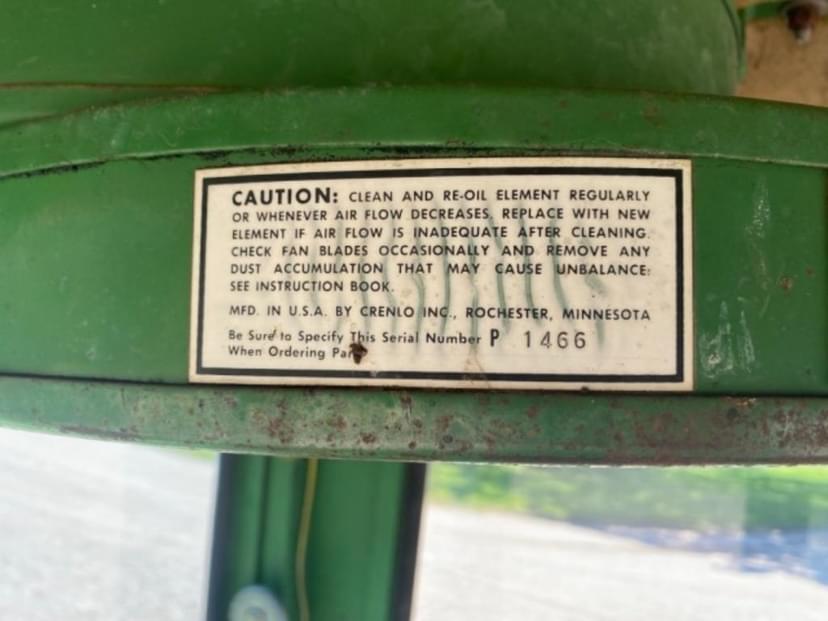 CAUTION: CLEAN AND RE-OIL ELEMENT REGULARLY
OR WHENEVER AIR FLOW DECREASES. REPLACE WITH NEW
ELEMENT IF AIR FLOW IS INADEQUATE AFTER CLEANING.
CHECK FAN BLADES OCCASIONALLY AND REMOVE ANY
DUST ACCUMULATION THAT MAY CAUSE UNBALANCE:
SEE INSTRUCTION BOOK.
MFD. IN U.S.A. BY CRENLO INC., ROCHESTER, MINNESOTA
Be Sure to Specify This Serial Number P 1466
When Ordering